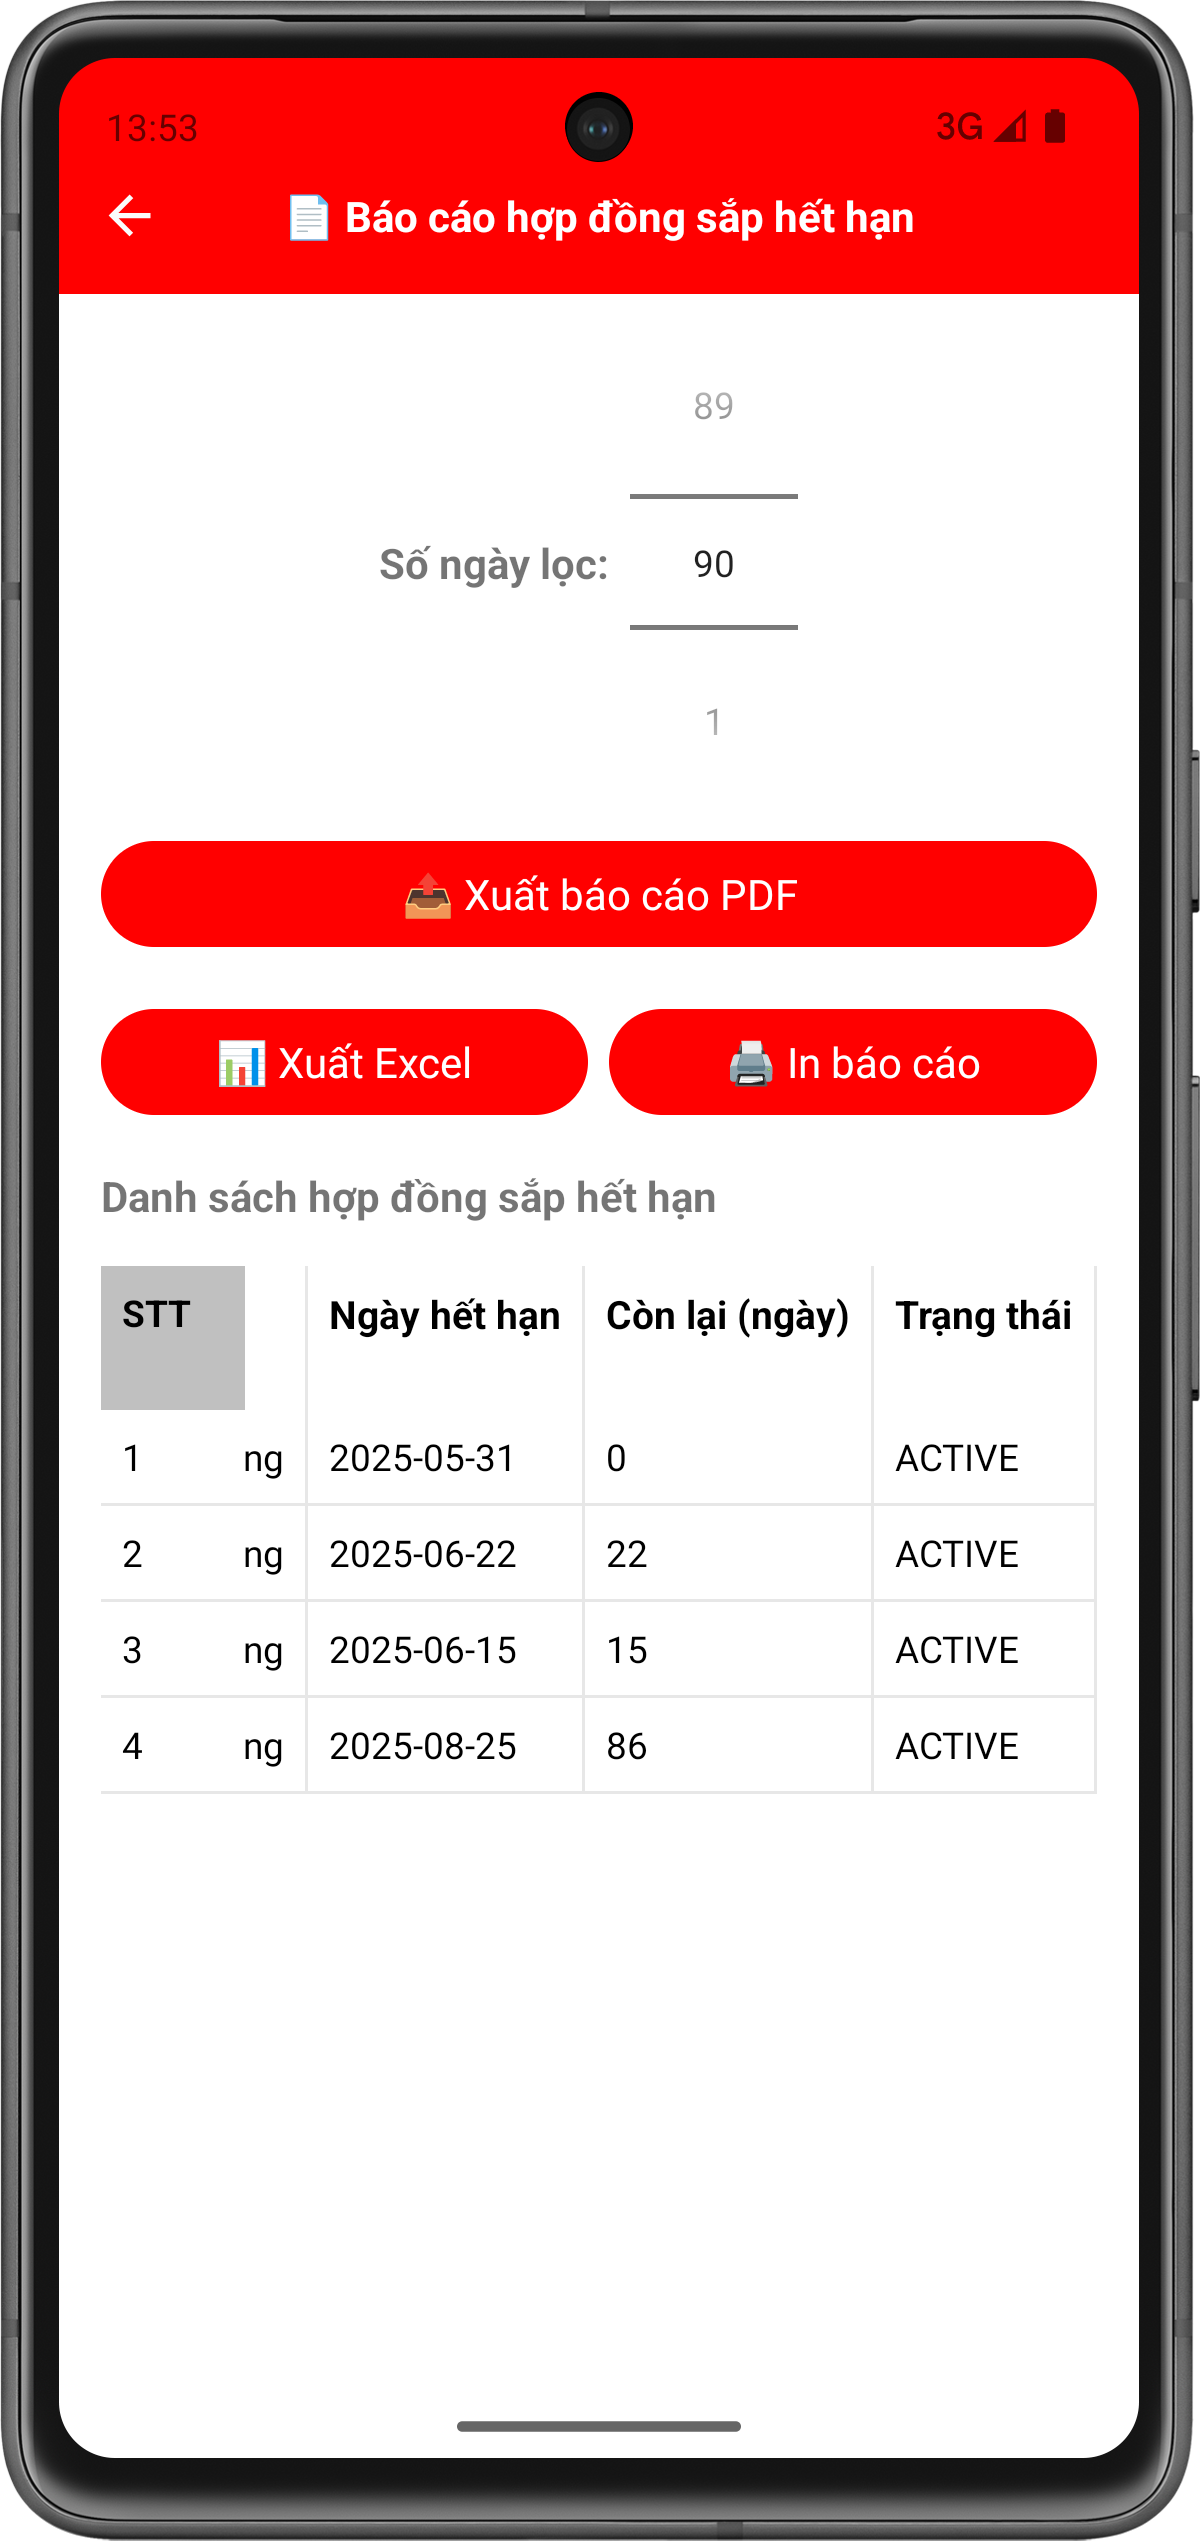 13:53 3G
Báo cáo hợp đồng sắp hết hạn
89
Số ngày lọc: 90
1
Xuất báo cáo PDF
Xuất Excel In báo cáo
Danh sách hợp đồng sắp hết hạn
STT Ngày hết hạn Còn lại (ngày) Trạng thái
1 ng 2025-05-31 0 ACTIVE
2 ng 2025-06-22 22 ACTIVE
3 ng 2025-06-15 15 ACTIVE
4 ng 2025-08-25 86 ACTIVE